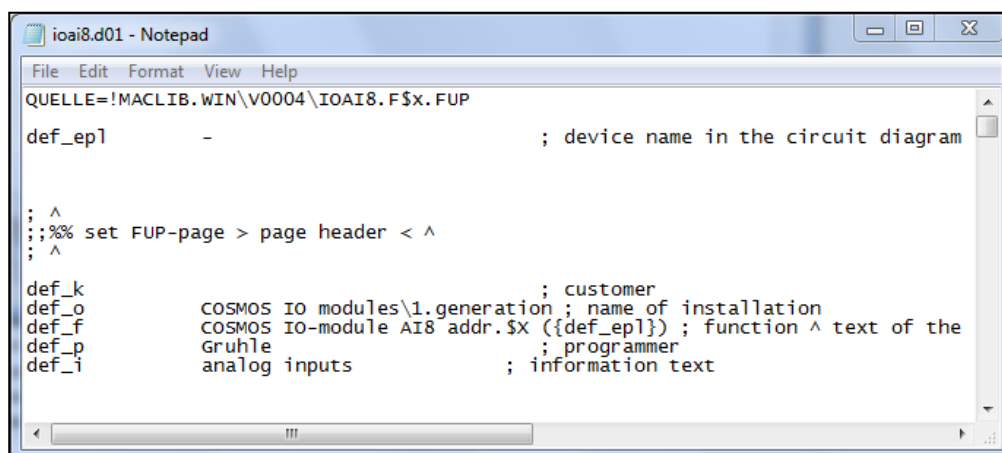 ioai8.d01 - Notepad
File Edit Format View Help
QUELLE=!MACLIB.WIN\V0004\IOAI8.F$x.FUP
def_epl - ; device name in the circuit diagram
; ^
;;%% set FUP-page > page header < ^
; ^
def_k ; customer
def_o COSMOS IO modules\1.generation ; name of installation
def_f COSMOS IO-module AI8 addr.$X ({def_epl}) ; function ^ text of the
def_p Gruhle ; programmer
def_i analog inputs ; information text